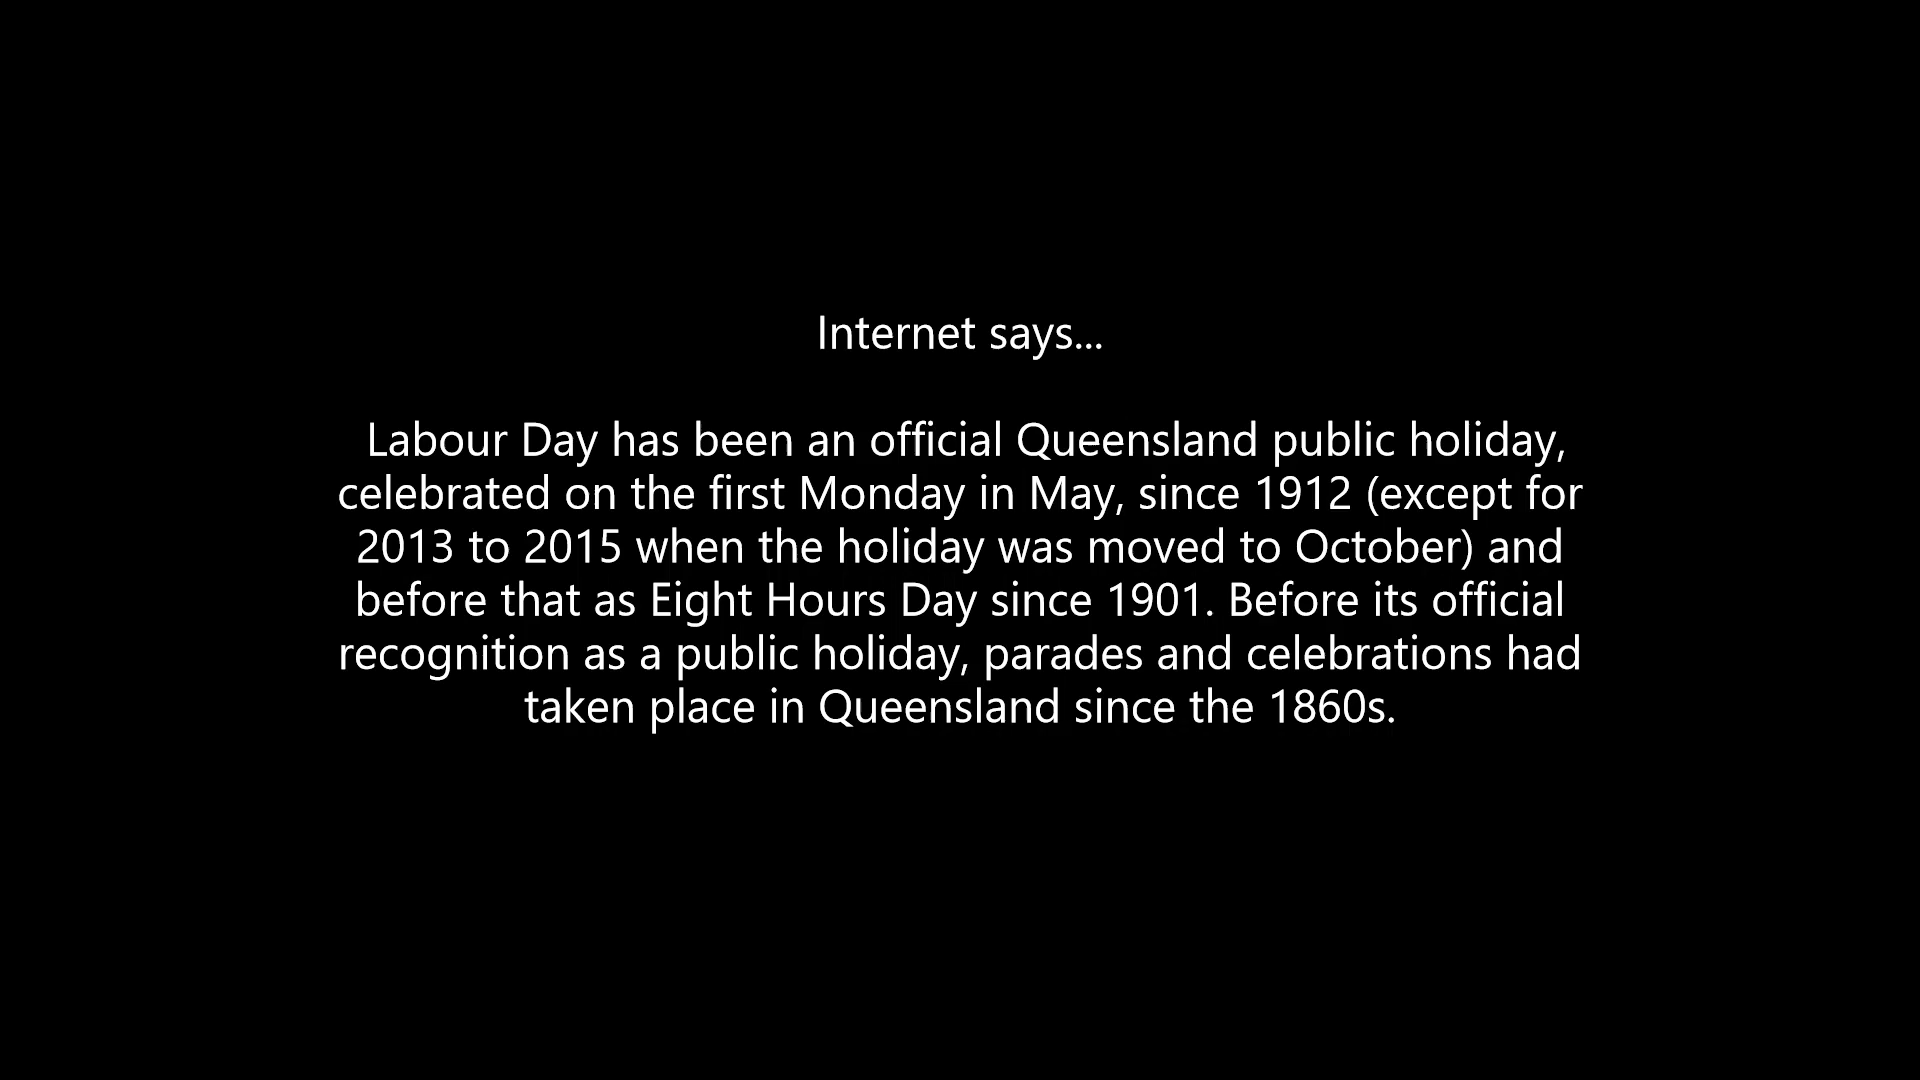 Internet says...
Labour Day has been an official Queensland public holiday,
celebrated on the first Monday in May, since 1912 (except for
2013 to 2015 when the holiday was moved to October) and
before that as Eight Hours Day since 1901. Before its official
recognition as a public holiday, parades and celebrations had
taken place in Queensland since the 1860s.